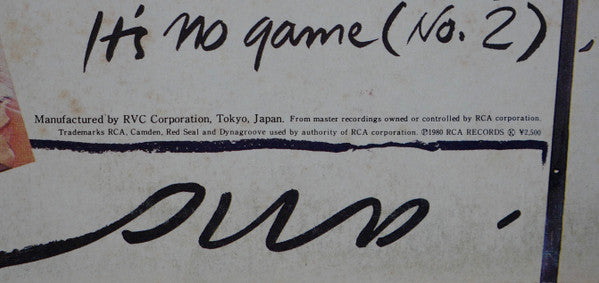 It's no game (No. 2).
Manufactured by RVC Corporation, Tokyo, Japan. From master recordings owned or controlled by RCA corporation.
Trademarks RCA, Camden, Red Seal and Dynagroove used by authority of RCA corporation. ℗1980 RCA RECORDS Ⓡ ¥2,500